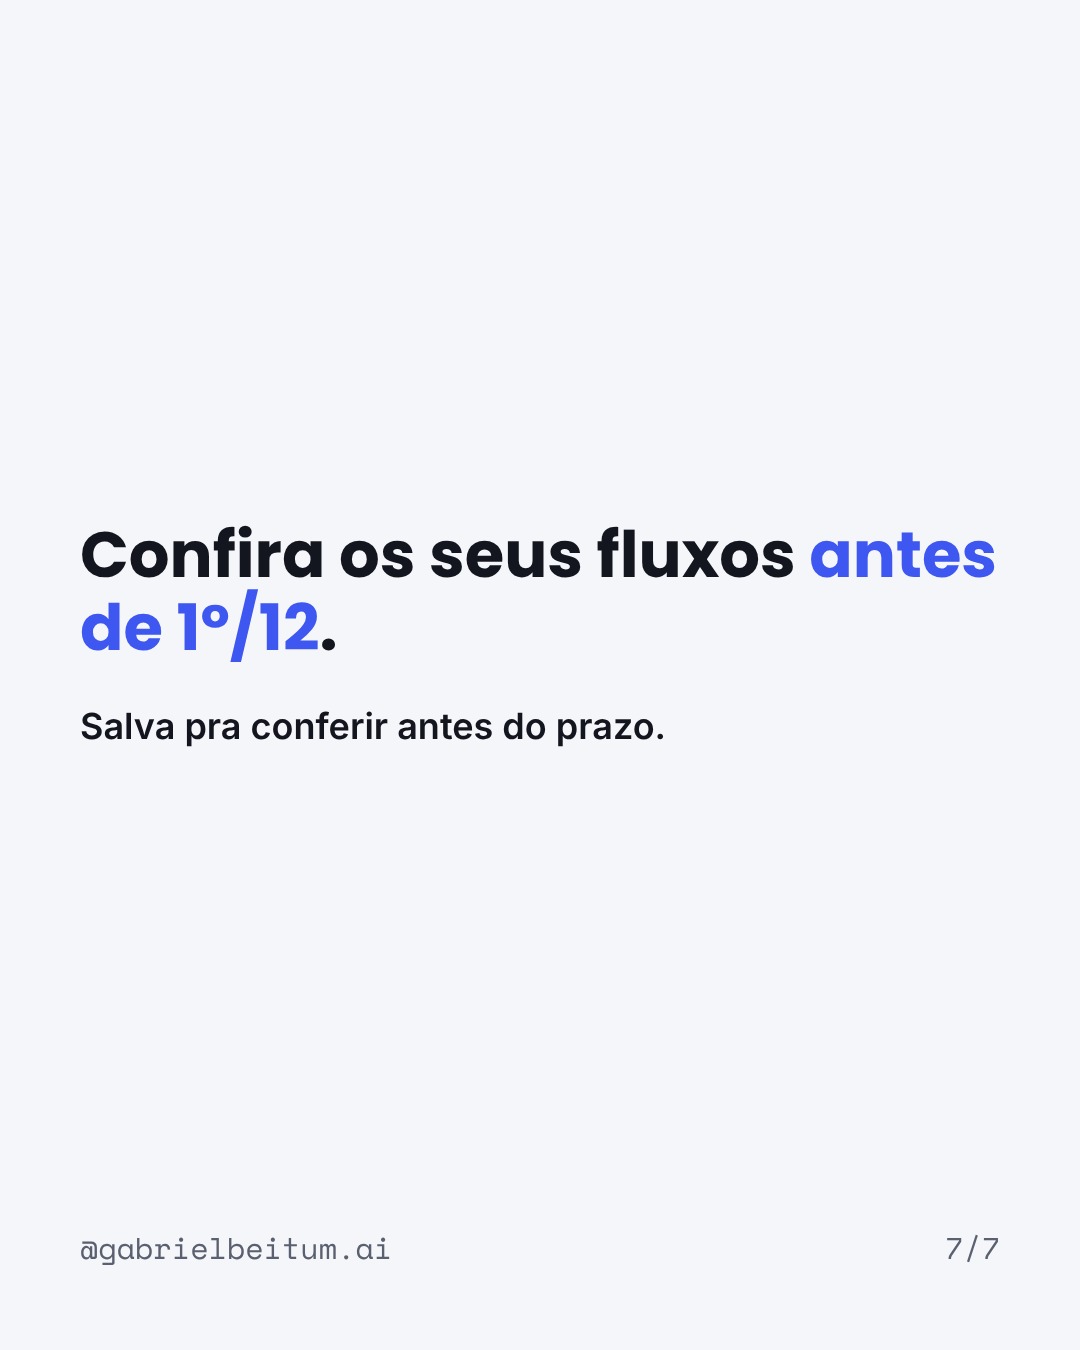 Confira os seus fluxos antes
de 1º/12.
Salva pra conferir antes do prazo.
@gabrielbeitum.ai
7/7